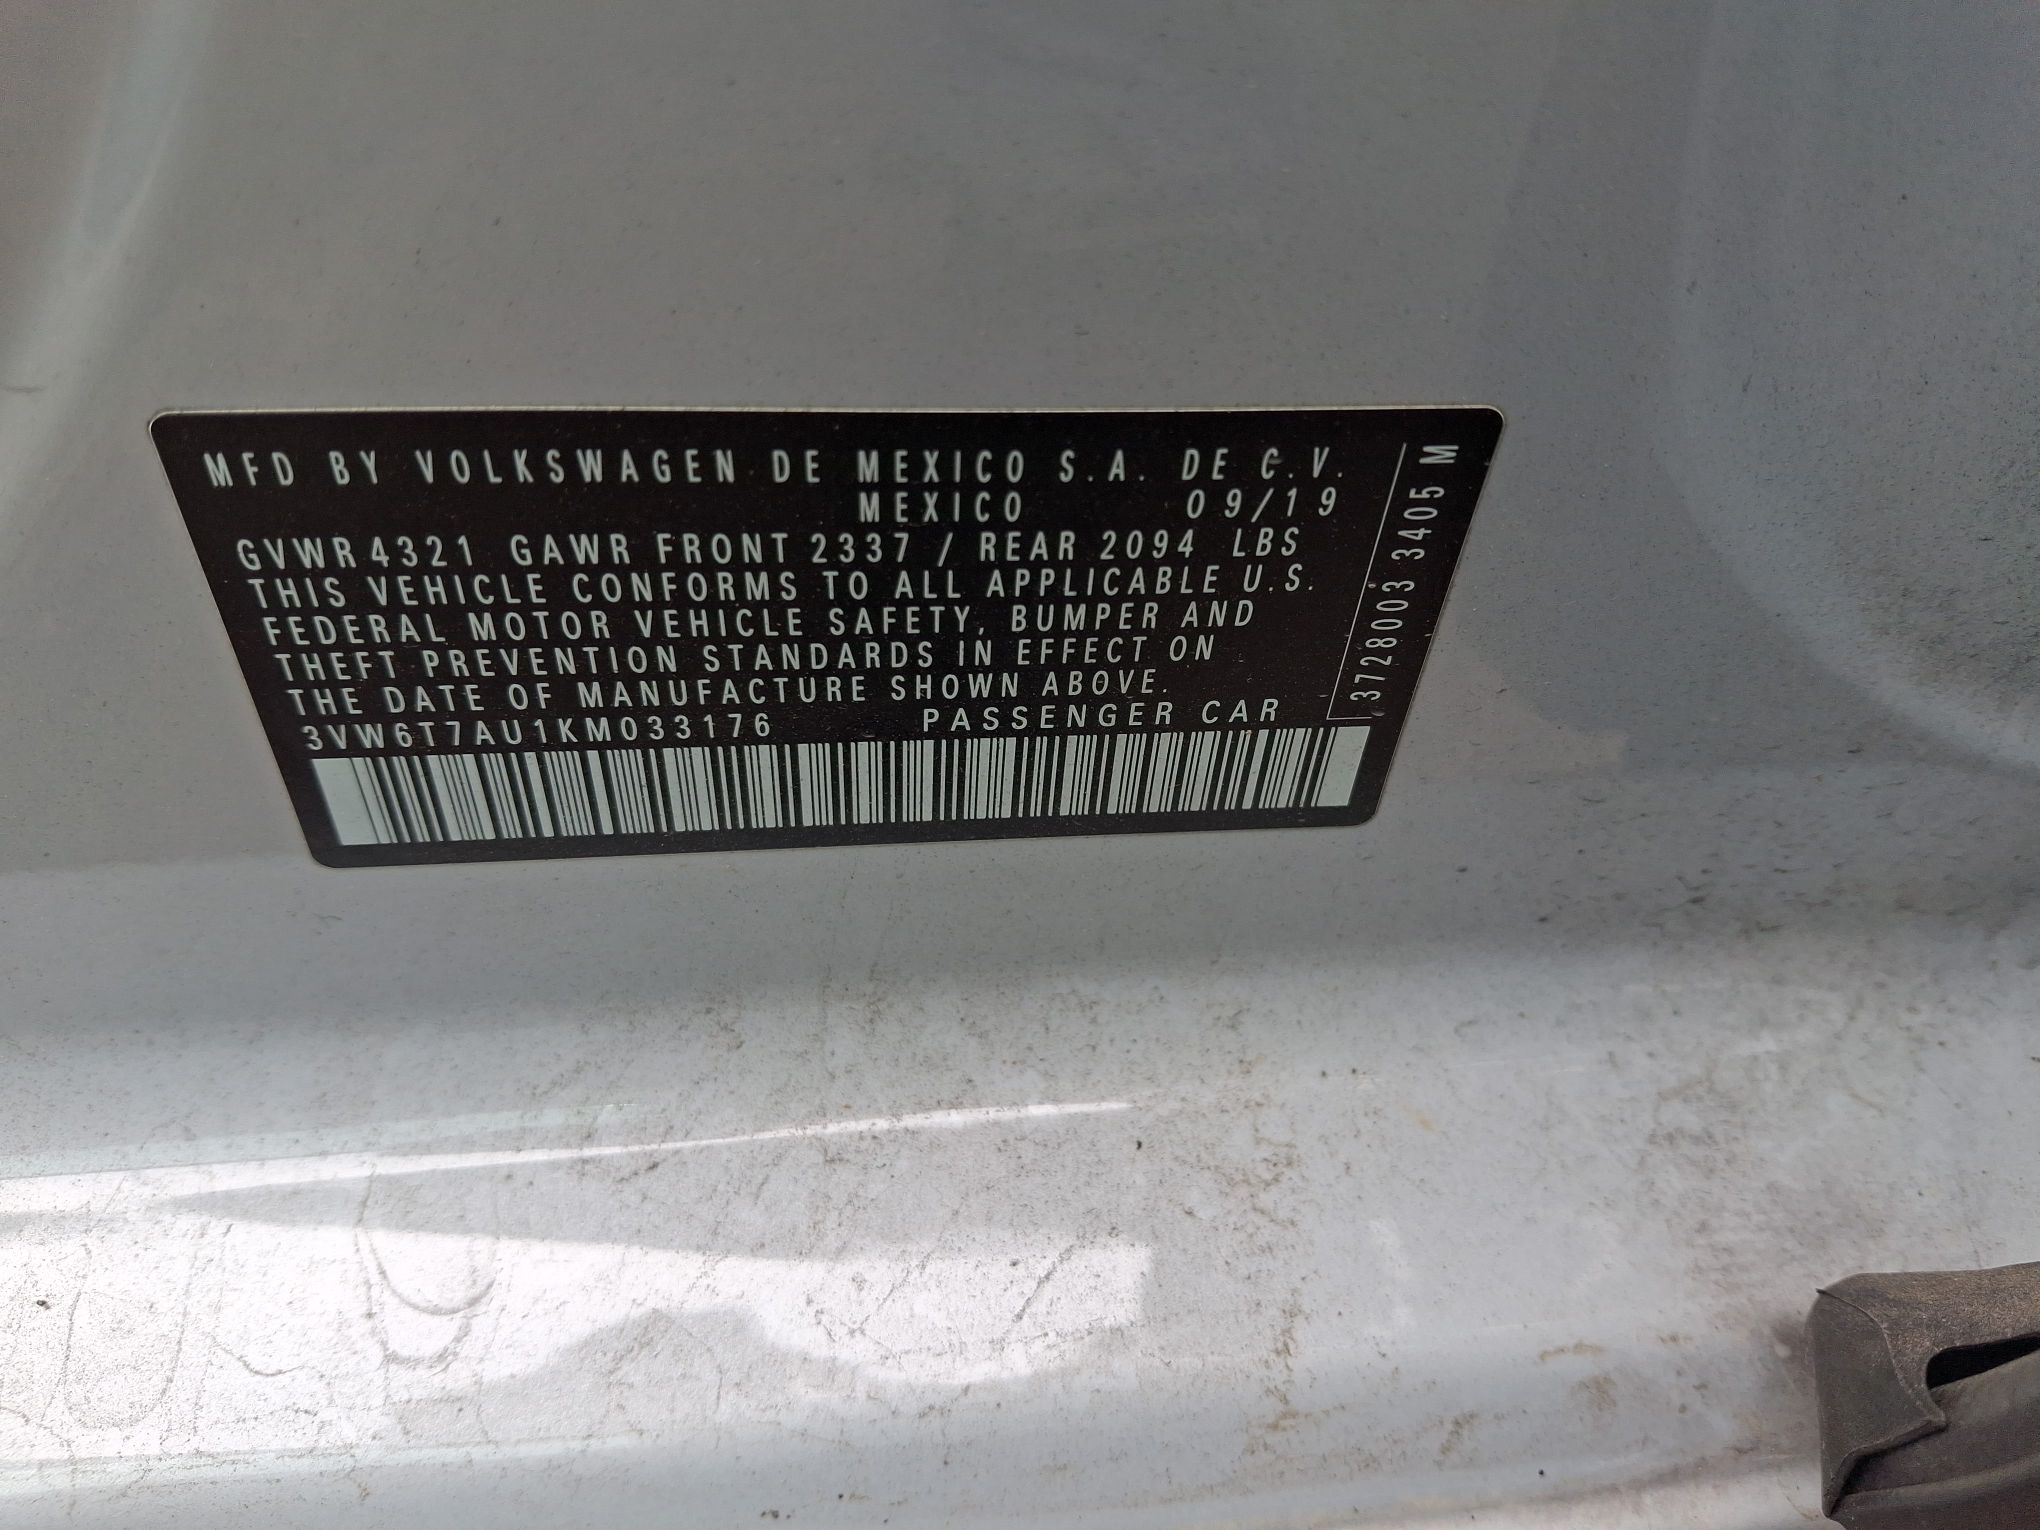 MFD BY VOLKSWAGEN DE MEXICO S.A. DE C.V.
MEXICO 09/19
GVWR 4321 GAWR FRONT 2337 / REAR 2094 LBS
THIS VEHICLE CONFORMS TO ALL APPLICABLE U.S.
FEDERAL MOTOR VEHICLE SAFETY, BUMPER AND
THEFT PREVENTION STANDARDS IN EFFECT ON
THE DATE OF MANUFACTURE SHOWN ABOVE.
3VW6T7AU1KM033176 PASSENGER CAR
3728003 3405 M